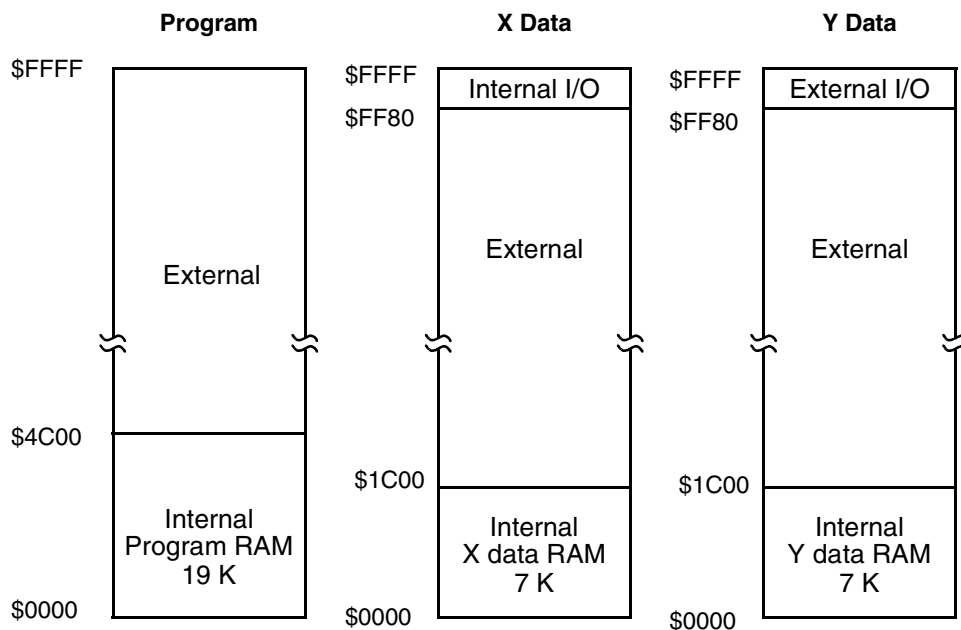 Program
$FFFF
External
$4C00
Internal
Program RAM
19 K
$0000
X Data
$FFFF
Internal I/O
$FF80
External
$1C00
Internal
X data RAM
7 K
$0000
Y Data
$FFFF
External I/O
$FF80
External
$1C00
Internal
Y data RAM
7 K
$0000